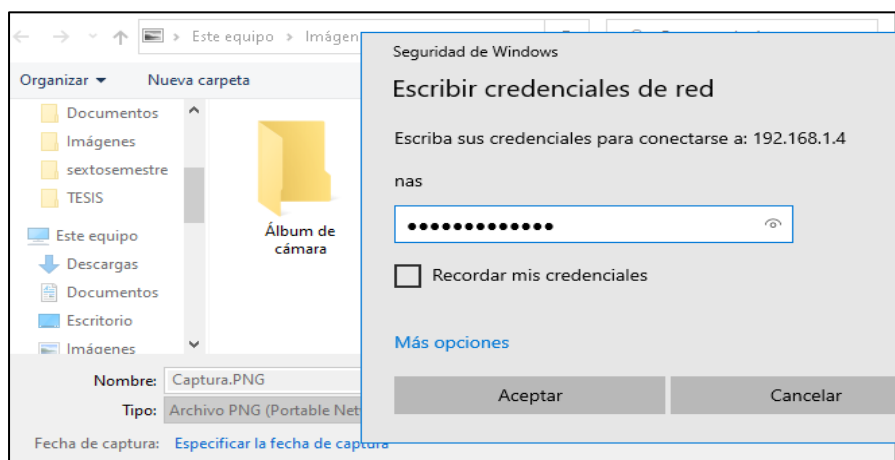 Este equipo > Imágen
Organizar
Nueva carpeta
Documentos
Imágenes
sextosemestre
TESIS
Este equipo
Descargas
Documentos
Escritorio
Imágenes
Álbum de
cámara
Nombre: Captura.PNG
Tipo: Archivo PNG (Portable Net
Fecha de captura: Especificar la fecha de captura
Seguridad de Windows
Escribir credenciales de red
Escriba sus credenciales para conectarse a: 192.168.1.4
nas
•••••••••••••
Recordar mis credenciales
Más opciones
Aceptar
Cancelar